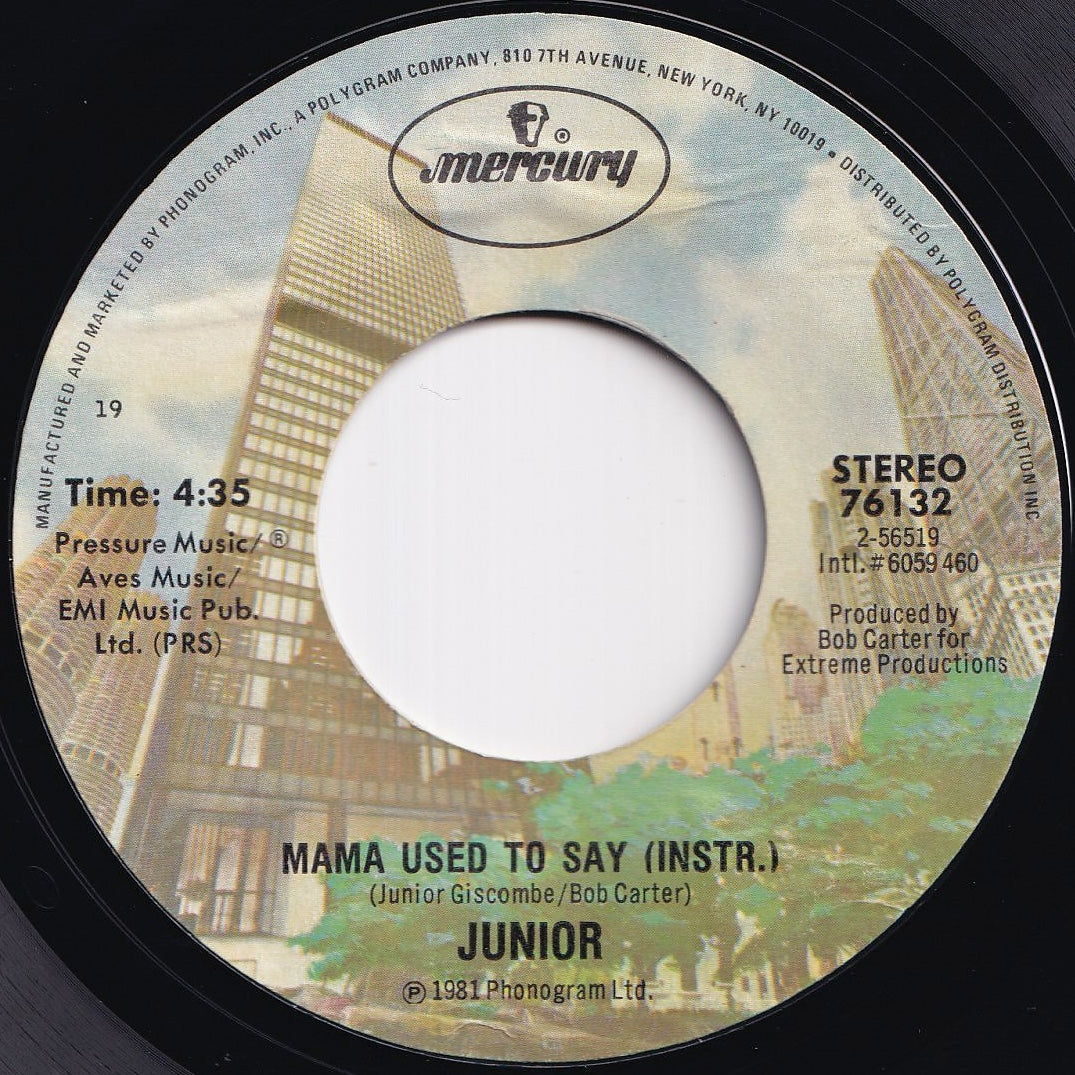 MANUFACTURED AND MARKETED BY PHONOGRAM, INC., A POLYGRAM COMPANY, 810 7TH AVENUE, NEW YORK, NY 10019 • DISTRIBUTED BY POLYGRAM DISTRIBUTION INC
mercury ®
19
Time: 4:35
Pressure Music/ ®
Aves Music/
EMI Music Pub.
Ltd. (PRS)
STEREO
76132
2-56519
Intl.#6059 460
Produced by
Bob Carter for
Extreme Productions
MAMA USED TO SAY (INSTR.)
(Junior Giscombe/Bob Carter)
JUNIOR
℗ 1981 Phonogram Ltd.